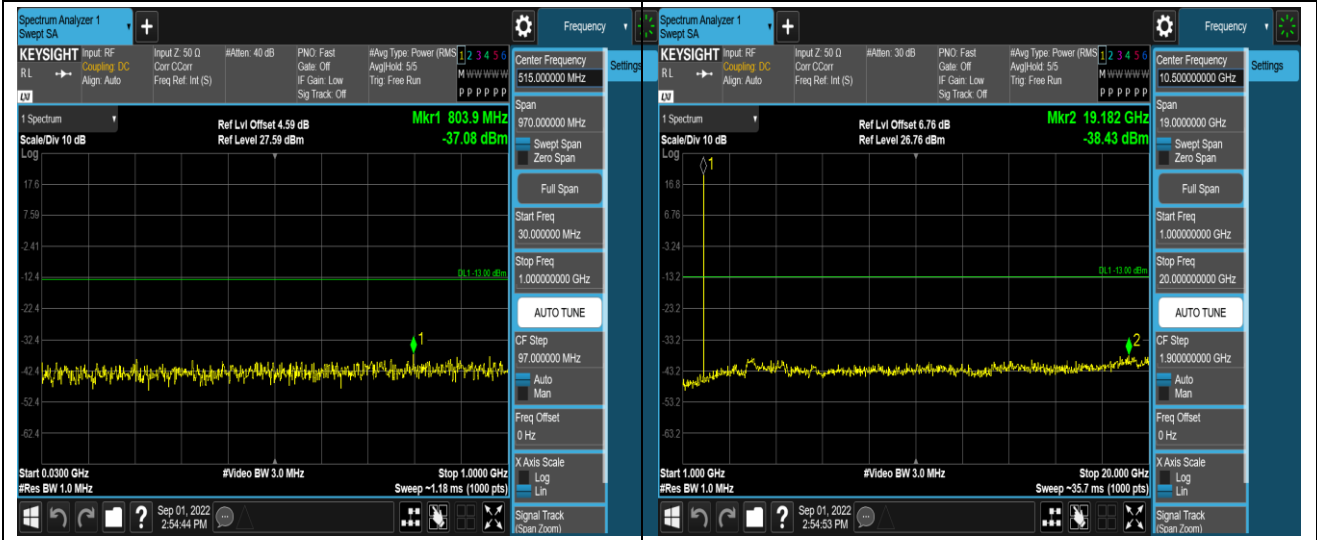 Spectrum Analyzer 1
Swept SA
Frequency
KEYSIGHT
RL
LXI
Input: RF
Coupling: DC
Align: Auto
Input Z: 50 Ω
Corr CCorr
Freq Ref: Int (S)
#Atten: 40 dB
PNO: Fast
Gate: Off
IF Gain: Low
Sig Track: Off
#Avg Type: Power (RMS
Avg|Hold: 5/5
Trig: Free Run
1 2 3 4 5 6
M W W W W W
P P P P P P
Center Frequency
515.000000 MHz
Settings
1 Spectrum
Scale/Div 10 dB
Log
Ref Lvl Offset 4.59 dB
Ref Level 27.59 dBm
Mkr1 803.9 MHz
-37.08 dBm
17.6
7.59
-2.41
-12.4
-22.4
-32.4
-42.4
-52.4
-62.4
DL1 -13.00 dBm
1
Start 0.0300 GHz
#Res BW 1.0 MHz
#Video BW 3.0 MHz
Stop 1.0000 GHz
Sweep ~1.18 ms (1000 pts)
Span
970.000000 MHz
Swept Span
Zero Span
Full Span
Start Freq
30.000000 MHz
Stop Freq
1.000000000 GHz
AUTO TUNE
CF Step
97.000000 MHz
Auto
Man
Freq Offset
0 Hz
X Axis Scale
Log
Lin
Signal Track
(Span Zoom)
?
Sep 01, 2022
2:54:44 PM
Spectrum Analyzer 1
Swept SA
Frequency
KEYSIGHT
RL
LXI
Input: RF
Coupling: DC
Align: Auto
Input Z: 50 Ω
Corr CCorr
Freq Ref: Int (S)
#Atten: 30 dB
PNO: Fast
Gate: Off
IF Gain: Low
Sig Track: Off
#Avg Type: Power (RMS
Avg|Hold: 5/5
Trig: Free Run
1 2 3 4 5 6
M W W W W W
P P P P P P
Center Frequency
10.500000000 GHz
Settings
1 Spectrum
Scale/Div 10 dB
Log
Ref Lvl Offset 6.76 dB
Ref Level 26.76 dBm
Mkr2 19.182 GHz
-38.43 dBm
1
16.8
6.76
-3.24
-13.2
-23.2
-33.2
-43.2
-53.2
-63.2
DL1 -13.00 dBm
2
Start 1.000 GHz
#Res BW 1.0 MHz
#Video BW 3.0 MHz
Stop 20.000 GHz
Sweep ~35.7 ms (1000 pts)
Span
19.0000000 GHz
Swept Span
Zero Span
Full Span
Start Freq
1.000000000 GHz
Stop Freq
20.000000000 GHz
AUTO TUNE
CF Step
1.900000000 GHz
Auto
Man
Freq Offset
0 Hz
X Axis Scale
Log
Lin
Signal Track
(Span Zoom)
?
Sep 01, 2022
2:54:53 PM